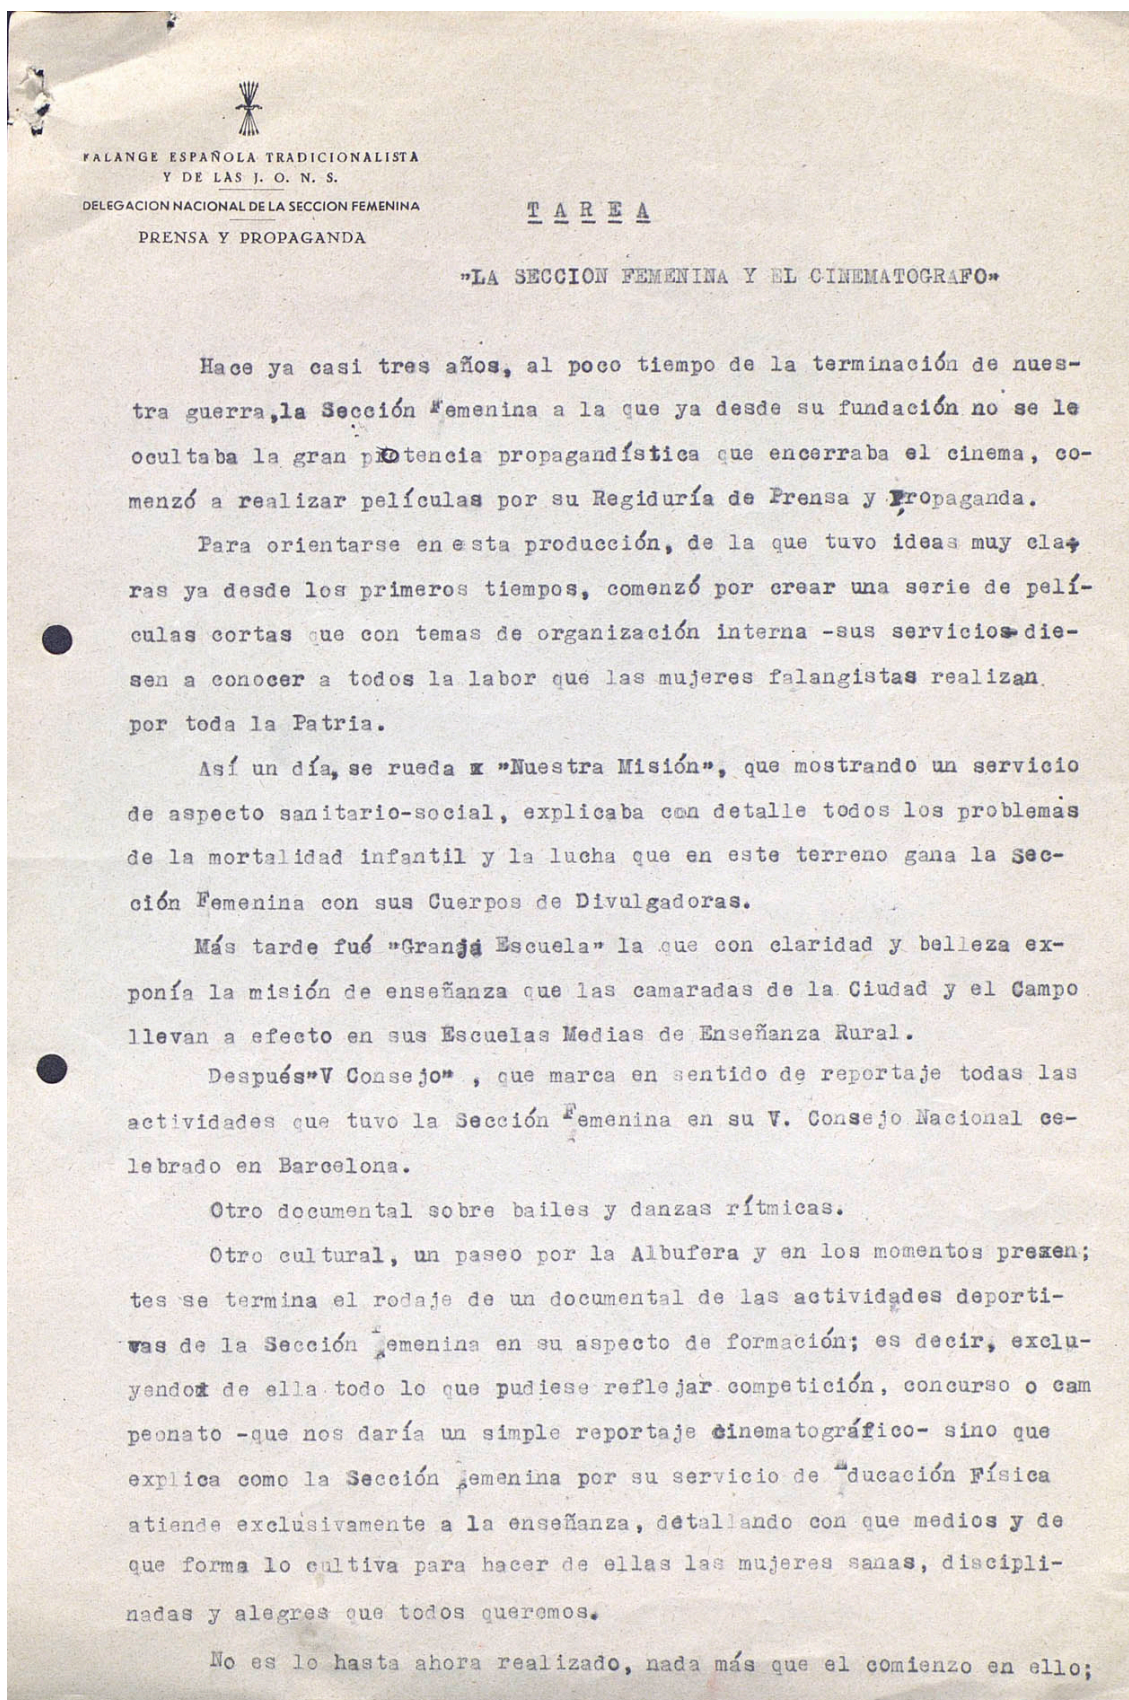 FALANGE ESPAÑOLA TRADICIONALISTA
Y DE LAS J. O. N. S.
DELEGACION NACIONAL DE LA SECCION FEMENINA
PRENSA Y PROPAGANDA
T A R E A
"LA SECCION FEMENINA Y EL CINEMATOGRAFO"
Hace ya casi tres años, al poco tiempo de la terminación de nues-
tra guerra,la Sección Femenina a la que ya desde su fundación no se le
ocultaba la gran potencia propagandística que encerraba el cinema, co-
menzó a realizar películas por su Regiduría de Prensa y Propaganda.
Para orientarse en esta producción, de la que tuvo ideas muy cla-
ras ya desde los primeros tiempos, comenzó por crear una serie de pelí-
culas cortas que con temas de organización interna -sus servicios- die-
sen a conocer a todos la labor que las mujeres falangistas realizan
por toda la Patria.
Así un día, se rueda x "Nuestra Misión", que mostrando un servicio
de aspecto sanitario-social, explicaba con detalle todos los problemas
de la mortalidad infantil y la lucha que en este terreno gana la Sec-
ción Femenina con sus Cuerpos de Divulgadoras.
Más tarde fué "Granja Escuela" la que con claridad y belleza ex-
ponía la misión de enseñanza que las camaradas de la Ciudad y el Campo
llevan a efecto en sus Escuelas Medias de Enseñanza Rural.
Después"V Consejo" , que marca en sentido de reportaje todas las
actividades que tuvo la Sección Femenina en su V. Consejo Nacional ce-
lebrado en Barcelona.
Otro documental sobre bailes y danzas rítmicas.
Otro cultural, un paseo por la Albufera y en los momentos presen;
tes se termina el rodaje de un documental de las actividades deporti-
vas de la Sección Femenina en su aspecto de formación; es decir, exclu-
yendox de ella todo lo que pudiese reflejar competición, concurso o cam
peonato -que nos daría un simple reportaje cinematográfico- sino que
explica como la Sección Femenina por su servicio de Educación Física
atiende exclusivamente a la enseñanza, detallando con que medios y de
que forma lo cultiva para hacer de ellas las mujeres sanas, discipli-
nadas y alegres que todos queremos.
No es lo hasta ahora realizado, nada más que el comienzo en ello;